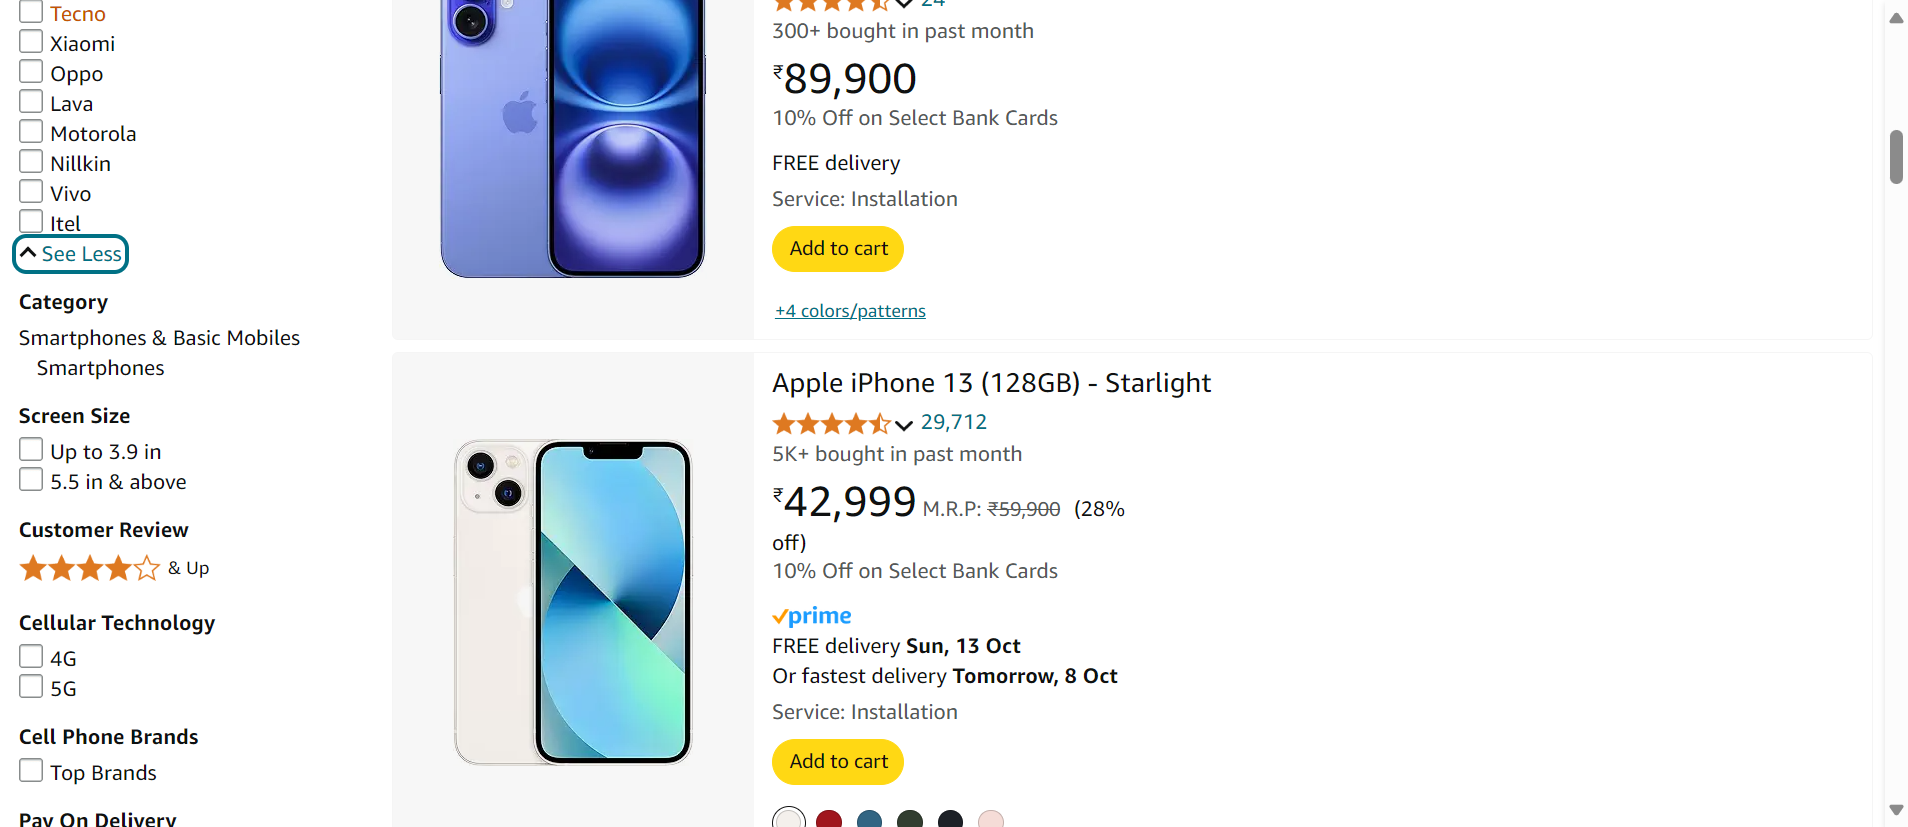 Tecno
Xiaomi
Oppo
Lava
Motorola
Nillkin
Vivo
Itel
See Less
Category
Smartphones & Basic Mobiles
Smartphones
Screen Size
Up to 3.9 in
5.5 in & above
Customer Review
& Up
Cellular Technology
4G
5G
Cell Phone Brands
Top Brands
Pay On Delivery
24
300+ bought in past month
₹89,900
10% Off on Select Bank Cards
FREE delivery
Service: Installation
Add to cart
+4 colors/patterns
Apple iPhone 13 (128GB) - Starlight
29,712
5K+ bought in past month
₹42,999 M.R.P: ₹59,900 (28%
off)
10% Off on Select Bank Cards
prime
FREE delivery Sun, 13 Oct
Or fastest delivery Tomorrow, 8 Oct
Service: Installation
Add to cart